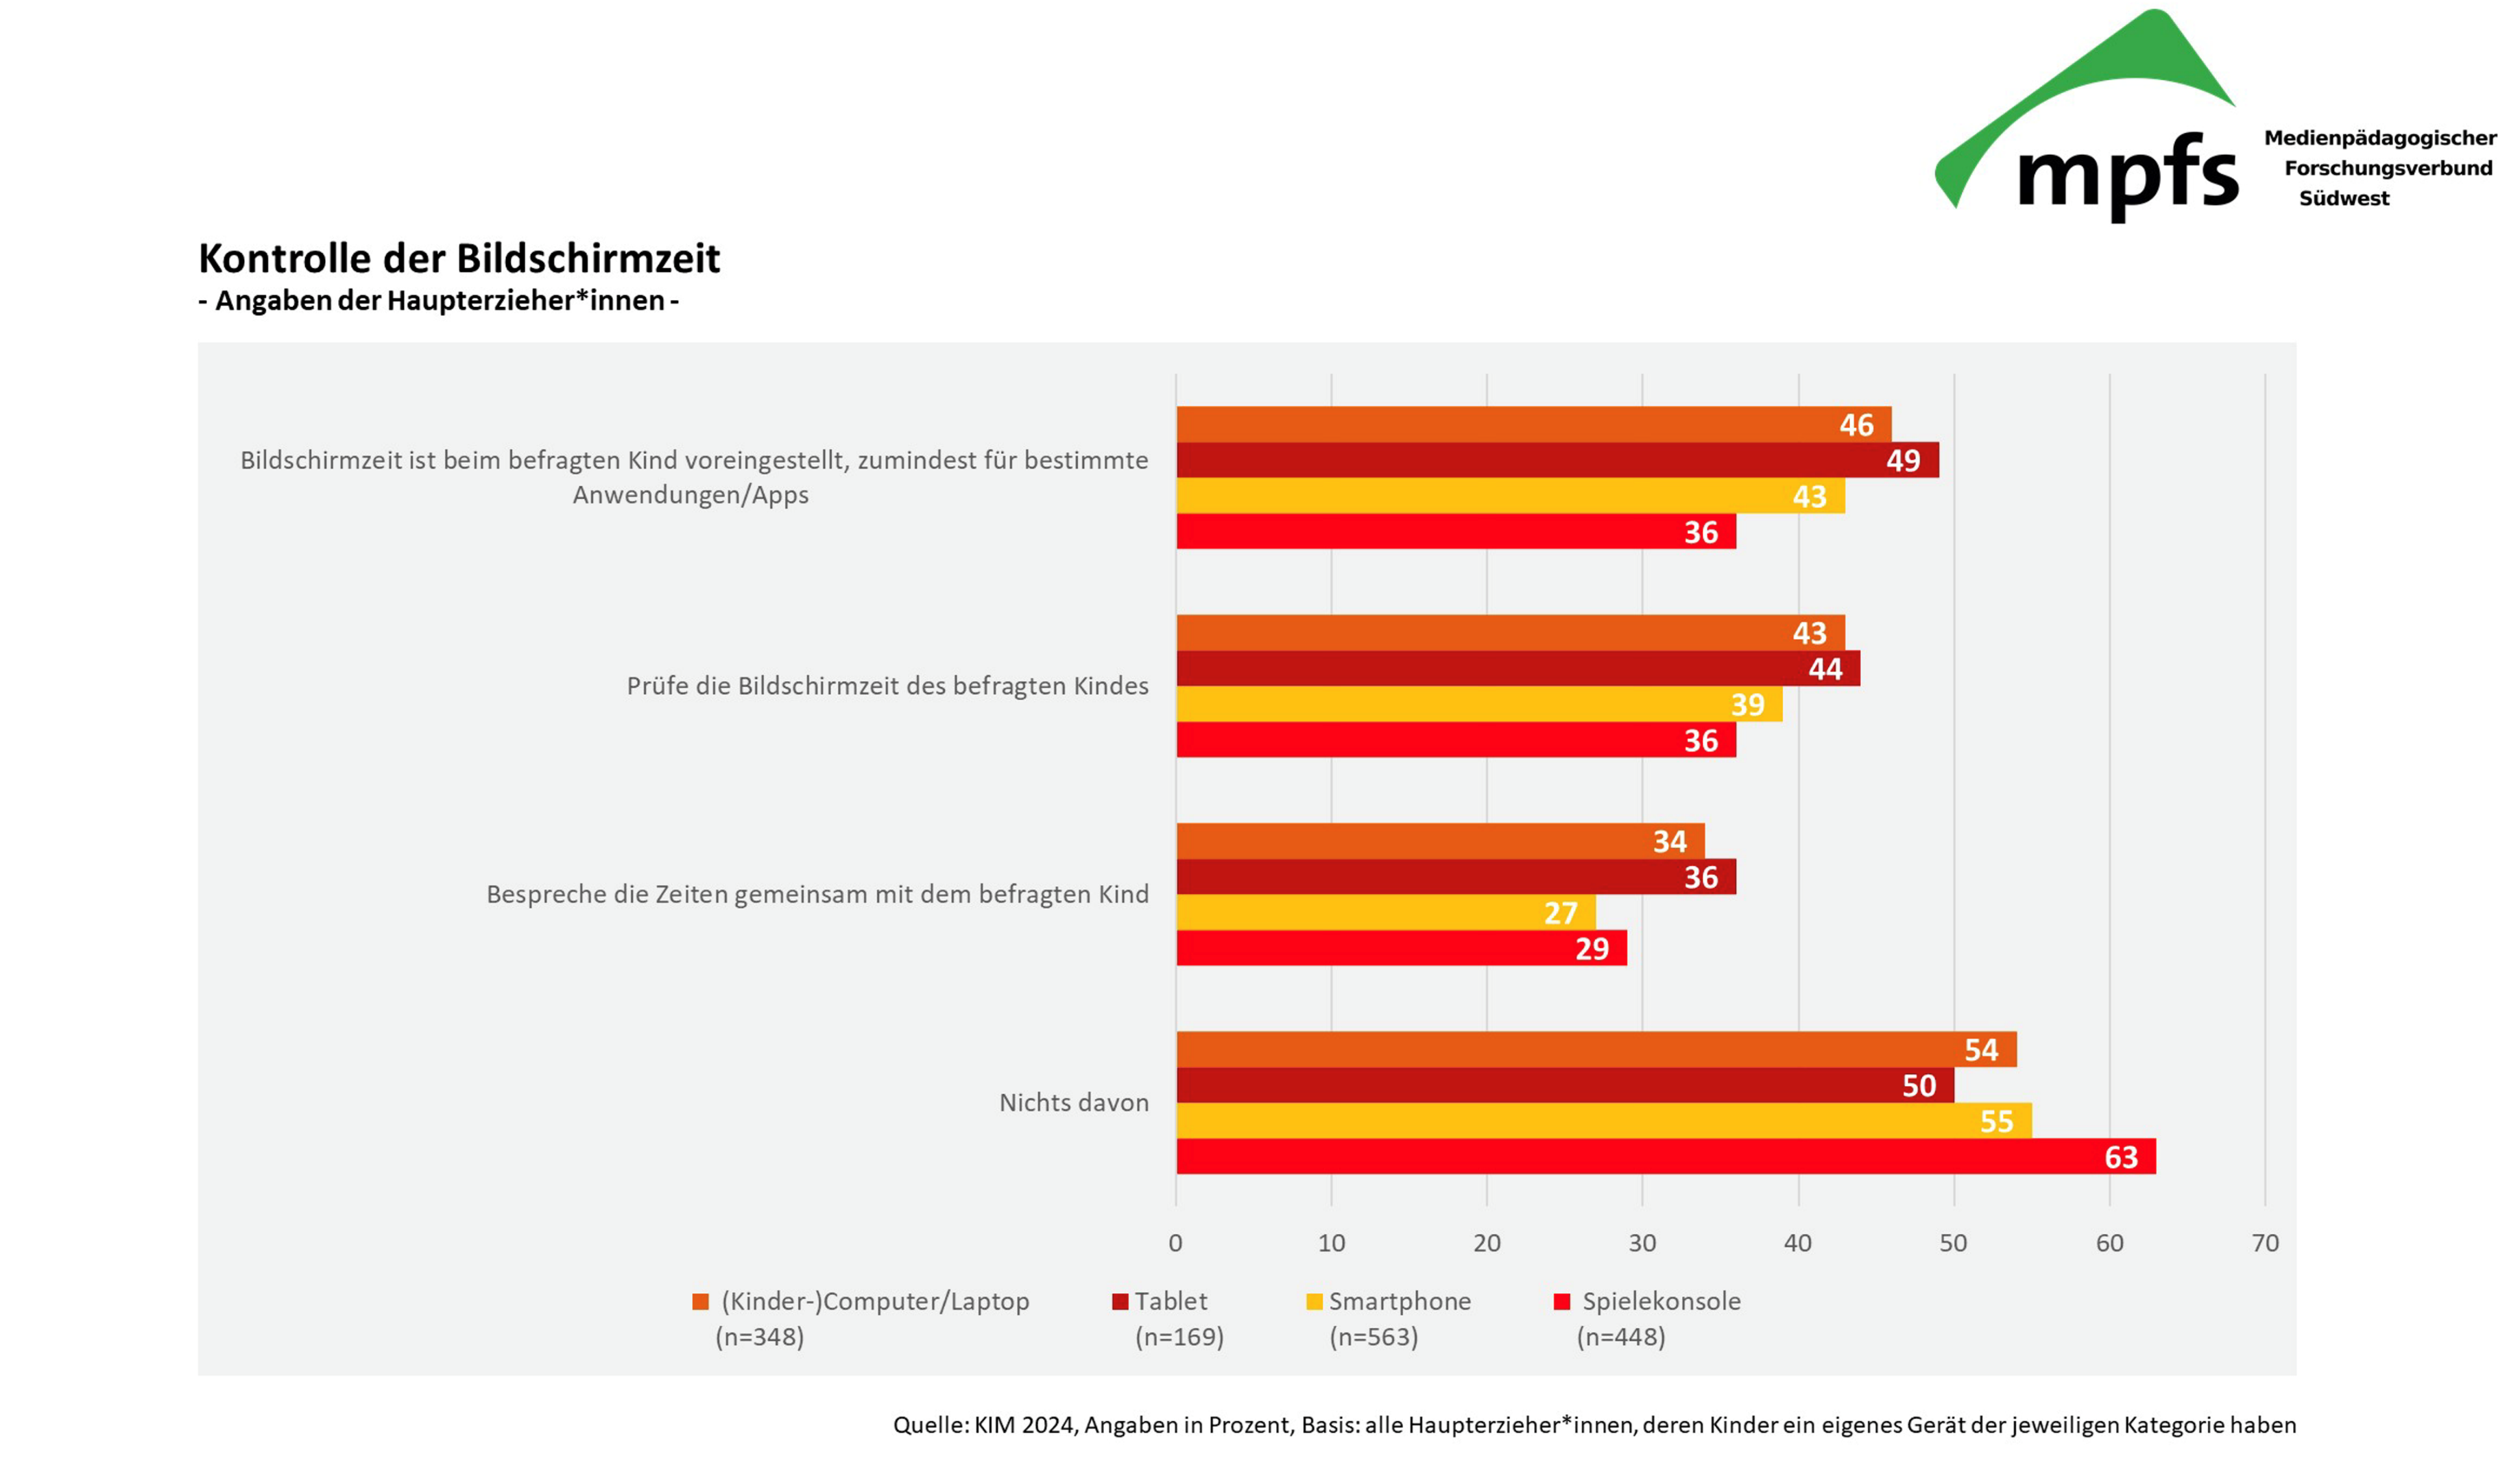 mpfs
Medienpädagogischer
Forschungsverbund
Südwest
Kontrolle der Bildschirmzeit
- Angaben der Haupterzieher*innen -
Bildschirmzeit ist beim befragten Kind voreingestellt, zumindest für bestimmte
Anwendungen/Apps
46
49
43
36
Prüfe die Bildschirmzeit des befragten Kindes
43
44
39
36
Bespreche die Zeiten gemeinsam mit dem befragten Kind
34
36
27
29
Nichts davon
54
50
55
63
0 10 20 30 40 50 60 70
(Kinder-)Computer/Laptop Tablet Smartphone Spielekonsole
(n=348) (n=169) (n=563) (n=448)
Quelle: KIM 2024, Angaben in Prozent, Basis: alle Haupterzieher*innen, deren Kinder ein eigenes Gerät der jeweiligen Kategorie haben